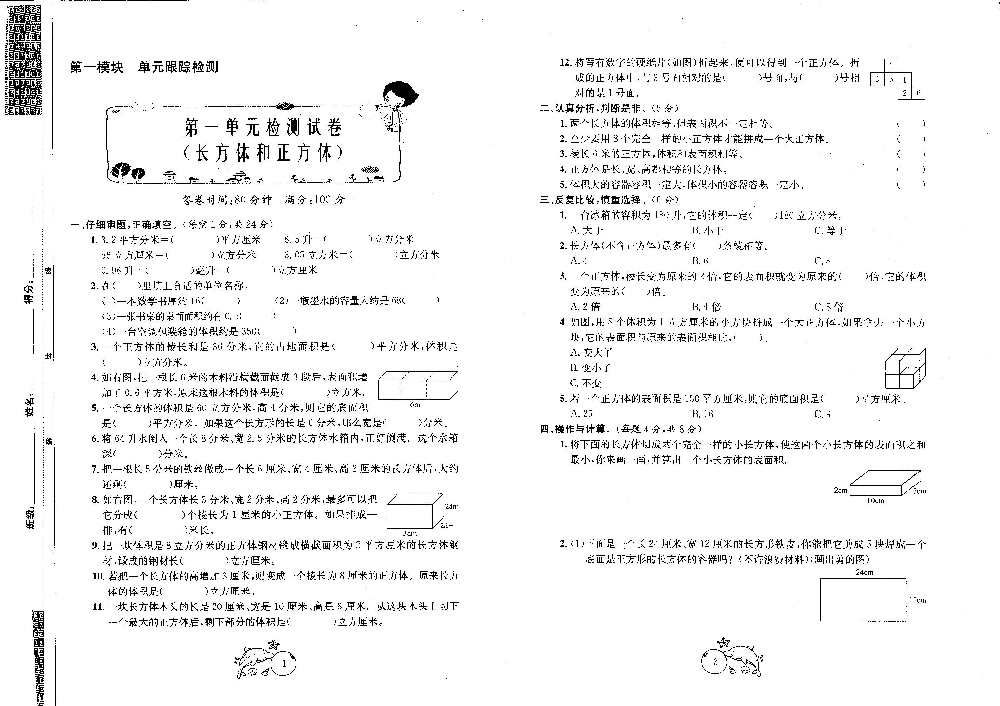 第一模块　单元跟踪检测
第一单元检测试卷
（长方体和正方体）
答卷时间:80分钟　满分:100分
一、仔细审题,正确填空。(每空1分,共24分)
1. 3.2平方分米=(　　　)平方厘米　　6.5升=(　　　)立方分米
56立方厘米=(　　　)立方分米　　3.05立方米=(　　　)立方分米
0.96升=(　　　)毫升=(　　　)立方厘米
2. 在(　　)里填上合适的单位名称。
(1)一本数学书厚约16(　　　)　　(2)一瓶墨水的容量大约是68(　　　)
(3)一张书桌的桌面面积约有0.5(　　　)
(4)一台空调包装箱的体积约是350(　　　)
3. 一个正方体的棱长和是36分米,它的占地面积是(　　　)平方分米,体积是
(　　　)立方分米。
4. 如右图,把一根长6米的木料沿横截面截成3段后,表面积增
加了0.6平方米,原来这根木料的体积是(　　　)立方米。
6m
5. 一个长方体的体积是60立方分米,高4分米,则它的底面积
是(　　　)平方分米。如果这个长方形的长是6分米,那么宽是(　　　)分米。
6. 将64升水倒人一个长8分米、宽2.5分米的长方体水箱内,正好倒满。这个水箱
深(　　　)分米。
7. 把一根长5分米的铁丝做成一个长6厘米、宽4厘米、高2厘米的长方体后,大约
还剩(　　　)厘米。
8. 如右图,一个长方体长3分米、宽2分米、高2分米,最多可以把
它分成(　　　)个棱长为1厘米的小正方体。如果排成一
排,有(　　　)米长。
2dm
2dm
3dm
9. 把一块体积是8立方分米的正方体钢材锻成横截面积为2平方厘米的长方体钢
材,锻成的钢材长(　　　)立方厘米。
10. 若把一个长方体的高增加3厘米,则变成一个棱长为8厘米的正方体。原来长方
体的体积是(　　　)立方厘米。
11. 一块长方体木头的长是20厘米、宽是10厘米、高是8厘米。从这块木头上切下
一个最大的正方体后,剩下部分的体积是(　　　)立方厘米。
1
班级:
姓名:
得分:
密
封
线
12. 将写有数字的硬纸片(如图)折起来,便可以得到一个正方体。折
成的正方体中,与3号面相对的是(　　　)号面,与(　　　)号相
对的是1号面。
1
3 5 4
2 6
二、认真分析,判断是非。(5分)
1. 两个长方体的体积相等,但表面积不一定相等。　(　　)
2. 至少要用8个完全一样的小正方体才能拼成一个大正方体。　(　　)
3. 棱长6米的正方体,体积和表面积相等。　(　　)
4. 正方体是长、宽、高都相等的长方体。　(　　)
5. 体积大的容器容积一定大,体积小的容器容积一定小。　(　　)
三、反复比较,慎重选择。(6分)
1. 一台冰箱的容积为180升,它的体积一定(　　)180立方分米。
A. 大于　　B. 小于　　C. 等于
2. 长方体(不含正方体)最多有(　　)条棱相等。
A. 4　　B. 6　　C. 8
3. 一个正方体,棱长变为原来的2倍,它的表面积就变为原来的(　　)倍,它的体积
变为原来的(　　)倍。
A. 2倍　　B. 4倍　　C. 8倍
4. 如图,用8个体积为1立方厘米的小方块拼成一个大正方体,如果拿去一个小方
块,它的表面积与原来的表面积相比,(　　)。
A. 变大了
B. 变小了
C. 不变
5. 若一个正方体的表面积是150平方厘米,则它的底面积是(　　　)平方厘米。
A. 25　　B. 16　　C. 9
四、操作与计算。(每题4分,共8分)
1. 将下面的长方体切成两个完全一样的小长方体,使这两个小长方体的表面积之和
最小,你来画一画,并算出一个小长方体的表面积。
2cm
5cm
10cm
2. (1)下面是一个长24厘米、宽12厘米的长方形铁皮,你能把它剪成5块焊成一个
底面是正方形的长方体的容器吗?(不许浪费材料)(画出剪的图)
24cm
12cm
2